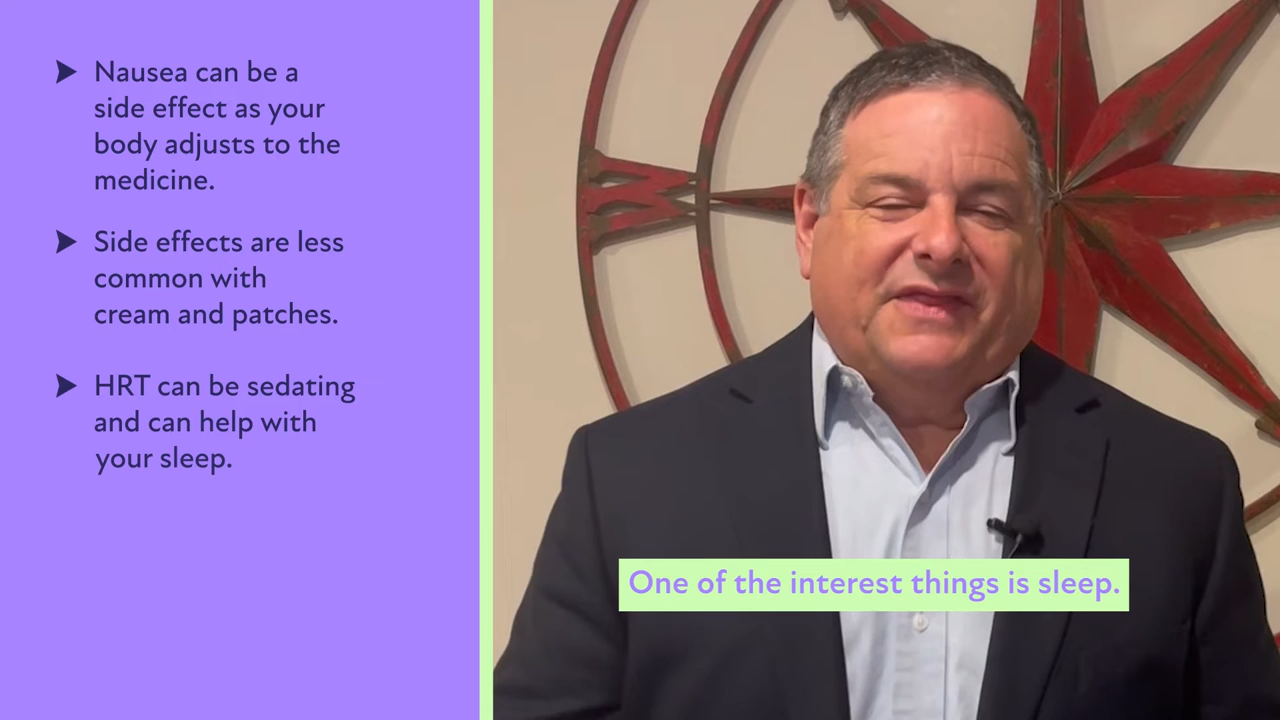 Nausea can be a
side effect as your
body adjusts to the
medicine.
Side effects are less
common with
cream and patches.
HRT can be sedating
and can help with
your sleep.
One of the interest things is sleep.